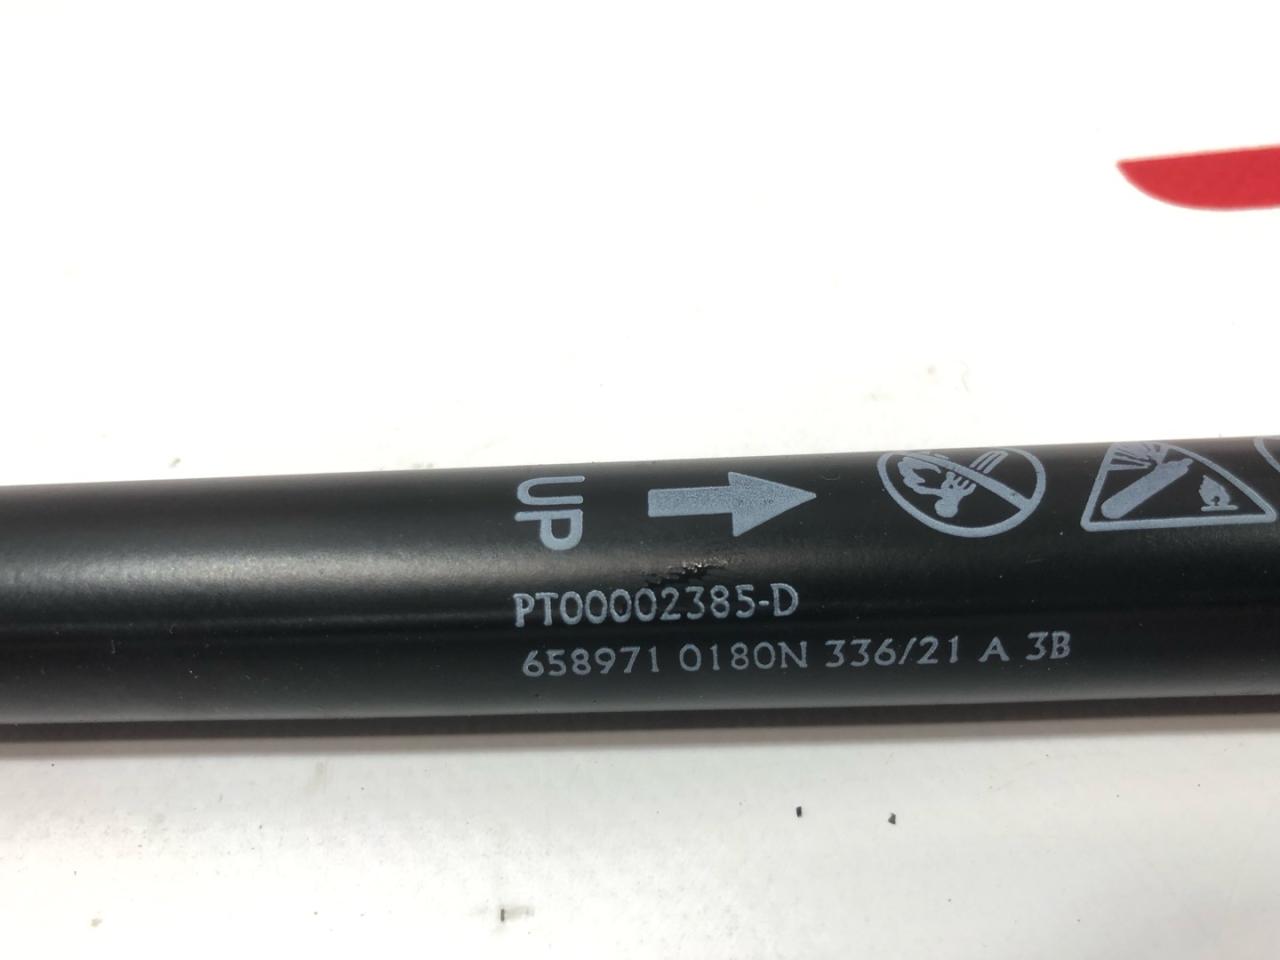 UP
PT00002385-D
658971 0180N 336/21 A 3B